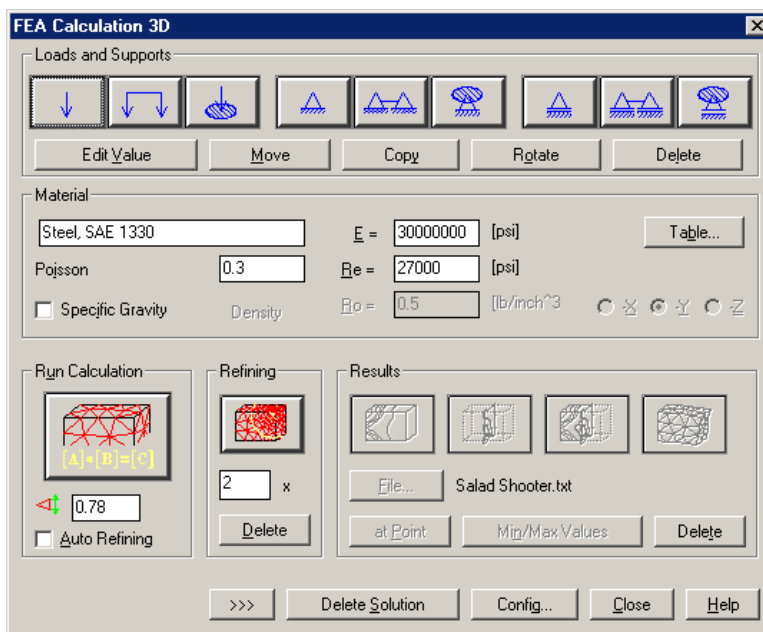 FEA Calculation 3D
Loads and Supports
Edit Value Move Copy Rotate Delete
Material
Steel, SAE 1330 E = 30000000 [psi] Table...
Poisson 0.3 Re = 27000 [psi]
Specific Gravity Density Ro = 0.5 [lb/inch^3 -X -Y -Z
Run Calculation Refining Results
[A]*[B]=[C]
2 x File... Salad Shooter.txt
0.78
Auto Refining Delete at Point Min/Max Values Delete
>>> Delete Solution Config... Close Help